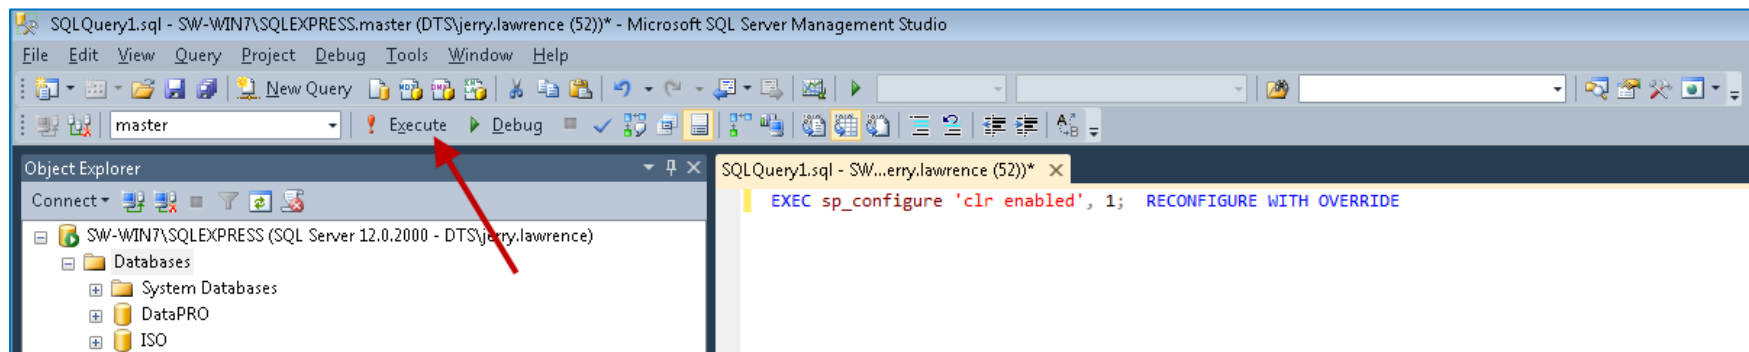 SQLQuery1.sql - SW-WIN7\SQLEXPRESS.master (DTS\jerry.lawrence (52))* - Microsoft SQL Server Management Studio
File Edit View Query Project Debug Tools Window Help
New Query
master Execute Debug
Object Explorer
SQLQuery1.sql - SW...erry.lawrence (52))*
Connect
EXEC sp_configure 'clr enabled', 1; RECONFIGURE WITH OVERRIDE
SW-WIN7\SQLEXPRESS (SQL Server 12.0.2000 - DTS\jerry.lawrence)
Databases
System Databases
DataPRO
ISO